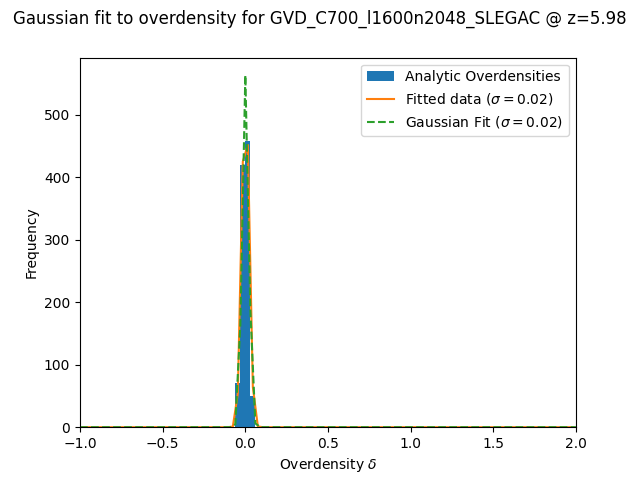 Gaussian fit to overdensity for GVD_C700_l1600n2048_SLEGAC @ z=5.98
Analytic Overdensities
Fitted data (σ = 0.02)
Gaussian Fit (σ = 0.02)
Frequency
500
400
300
200
100
0
−1.0 −0.5 0.0 0.5 1.0 1.5 2.0
Overdensity δ